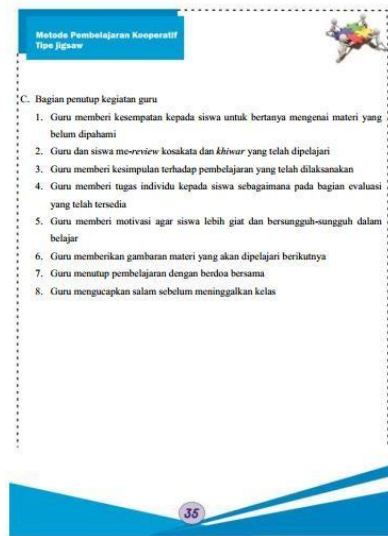 Metode Pembelajaran Kooperatif
Tipe Jigsaw
C. Bagian penutup kegiatan guru
1. Guru memberi kesempatan kepada siswa untuk bertanya mengenai materi yang
belum dipahami
2. Guru dan siswa me-review kosakata dan khiwar yang telah dipelajari
3. Guru memberi kesimpulan terhadap pembelajaran yang telah dilaksanakan
4. Guru memberi tugas individu kepada siswa sebagaimana pada bagian evaluasi
yang telah tersedia
5. Guru memberi motivasi agar siswa lebih giat dan bersungguh-sungguh dalam
belajar
6. Guru memberikan gambaran materi yang akan dipelajari berikutnya
7. Guru menutup pembelajaran dengan berdoa bersama
8. Guru mengucapkan salam sebelum meninggalkan kelas
35